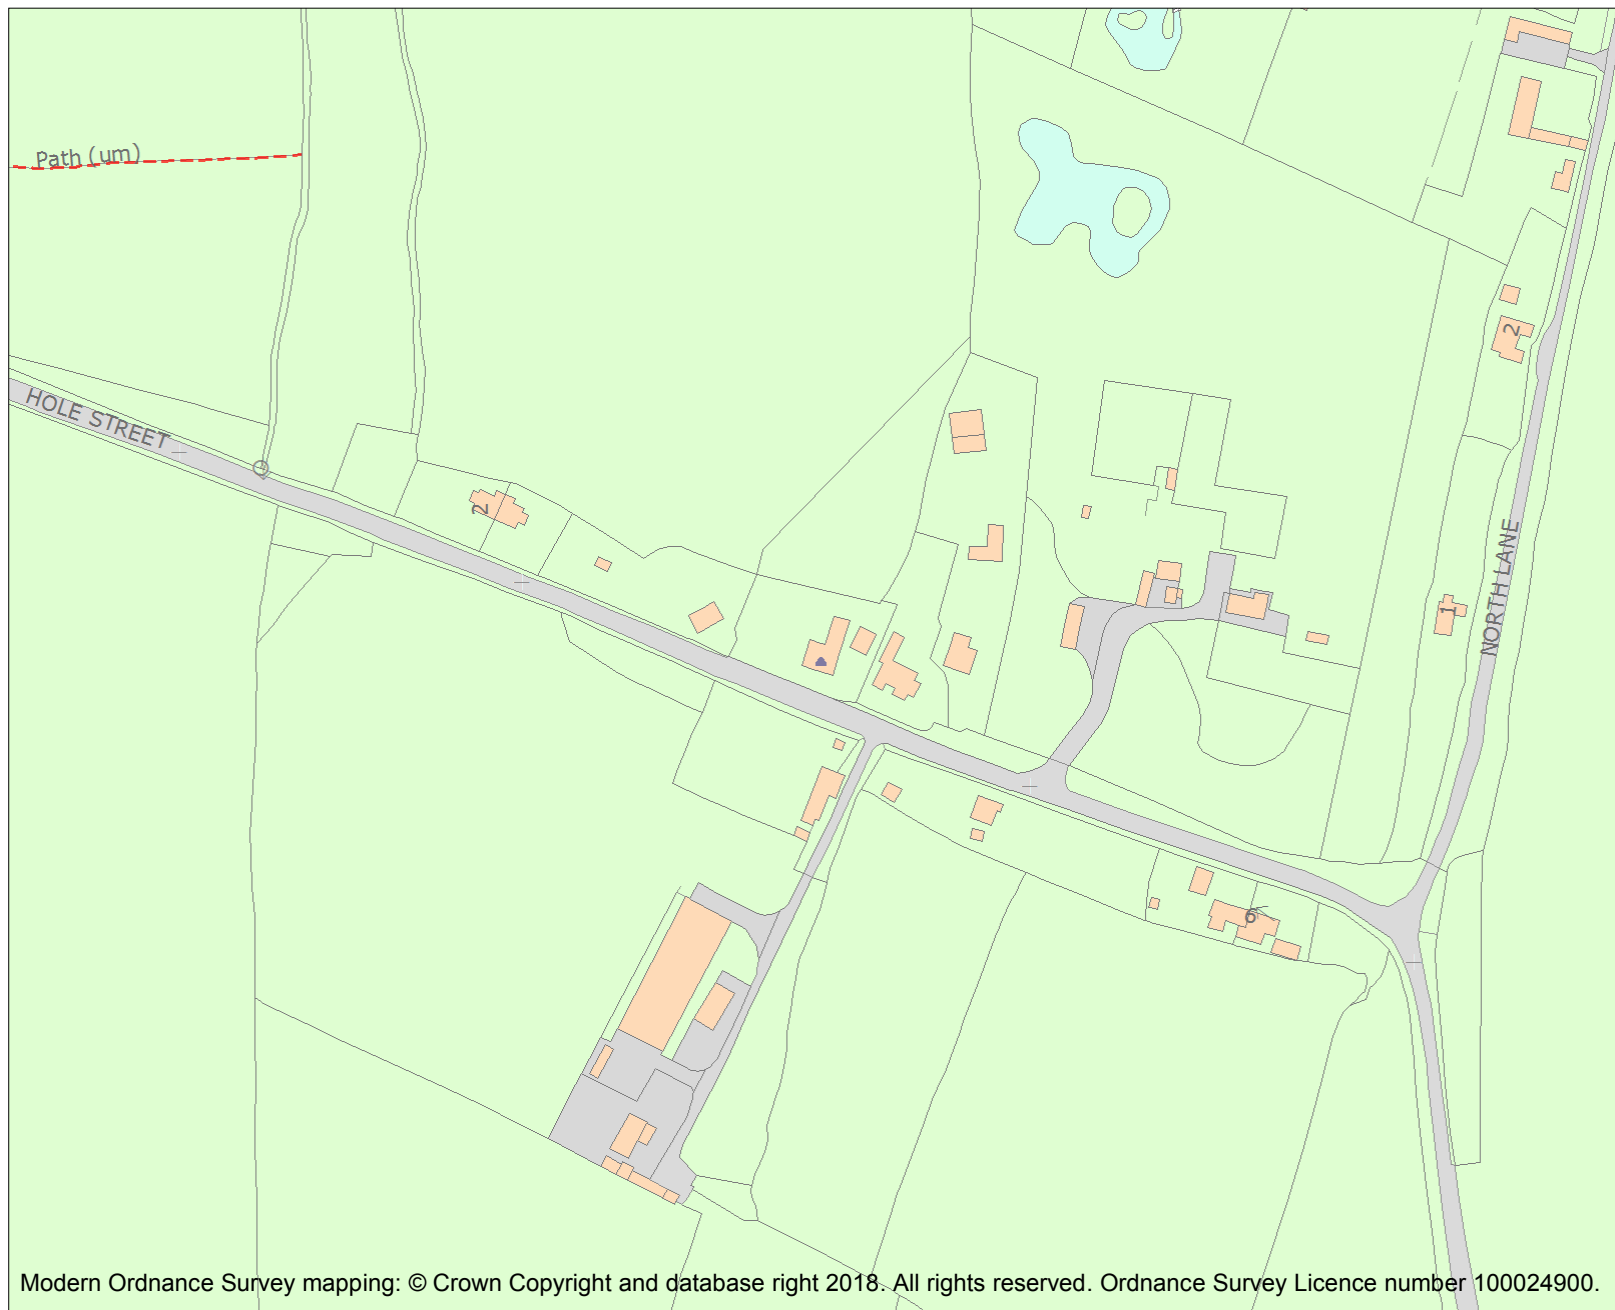 Path (um)
HOLE STREET
2
2
1
NORTH LANE
6
Modern Ordnance Survey mapping: © Crown Copyright and database right 2018. All rights reserved. Ordnance Survey Licence number 100024900.